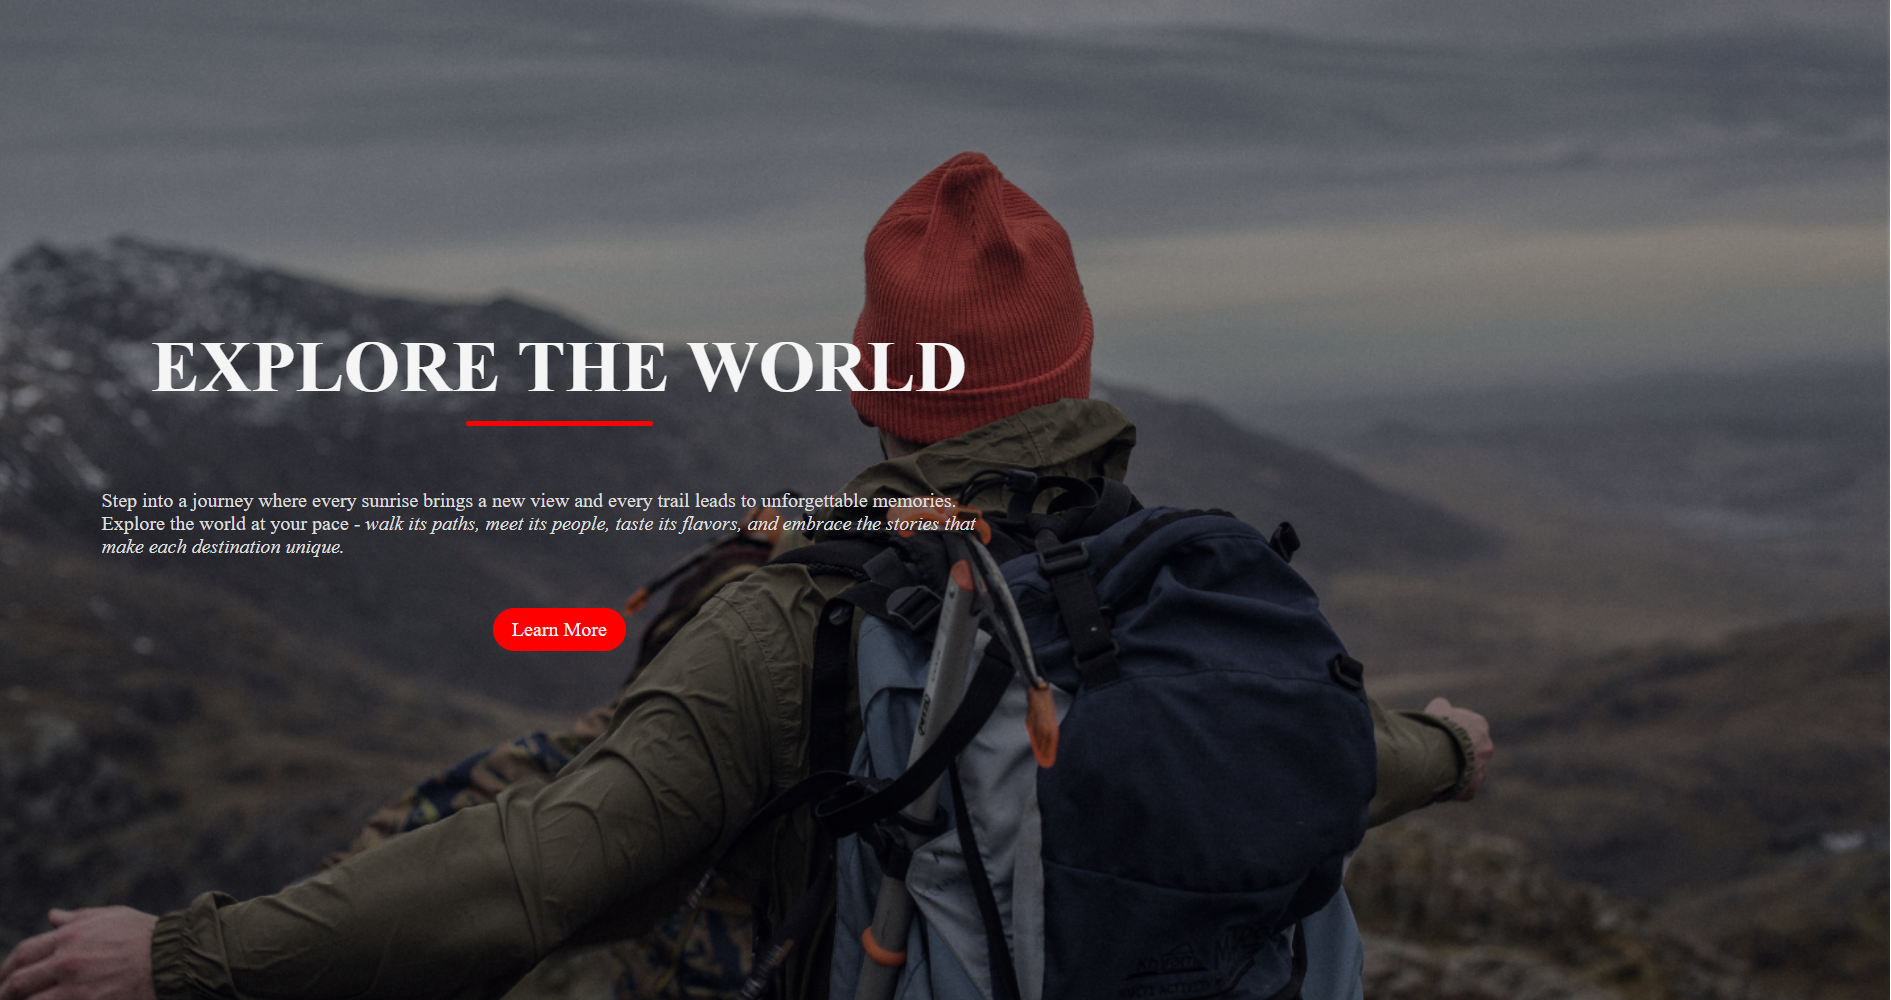 EXPLORE THE WORLD
Step into a journey where every sunrise brings a new view and every trail leads to unforgettable memories.
Explore the world at your pace - walk its paths, meet its people, taste its flavors, and embrace the stories that
make each destination unique.
Learn More